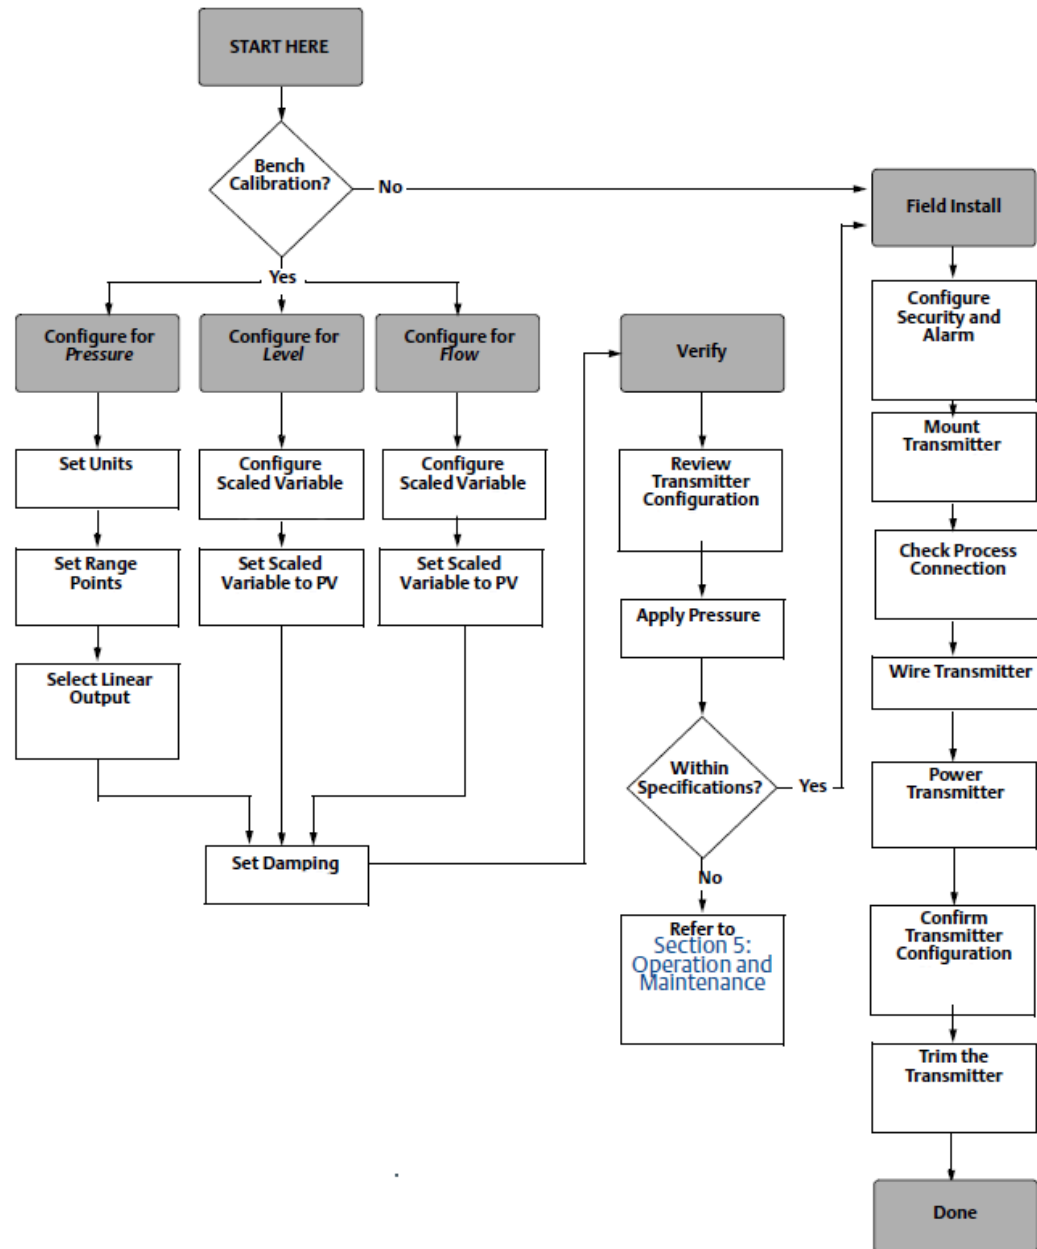 START HERE
Bench
Calibration?
No
Yes
Configure for
Pressure
Configure for
Level
Configure for
Flow
Set Units
Configure
Scaled Variable
Configure
Scaled Variable
Set Range
Points
Set Scaled
Variable to PV
Set Scaled
Variable to PV
Select Linear
Output
Set Damping
Verify
Review
Transmitter
Configuration
Apply Pressure
Within
Specifications?
Yes
No
Refer to
Section 5:
Operation and
Maintenance
Field Install
Configure
Security and
Alarm
Mount
Transmitter
Check Process
Connection
Wire Transmitter
Power
Transmitter
Confirm
Transmitter
Configuration
Trim the
Transmitter
Done